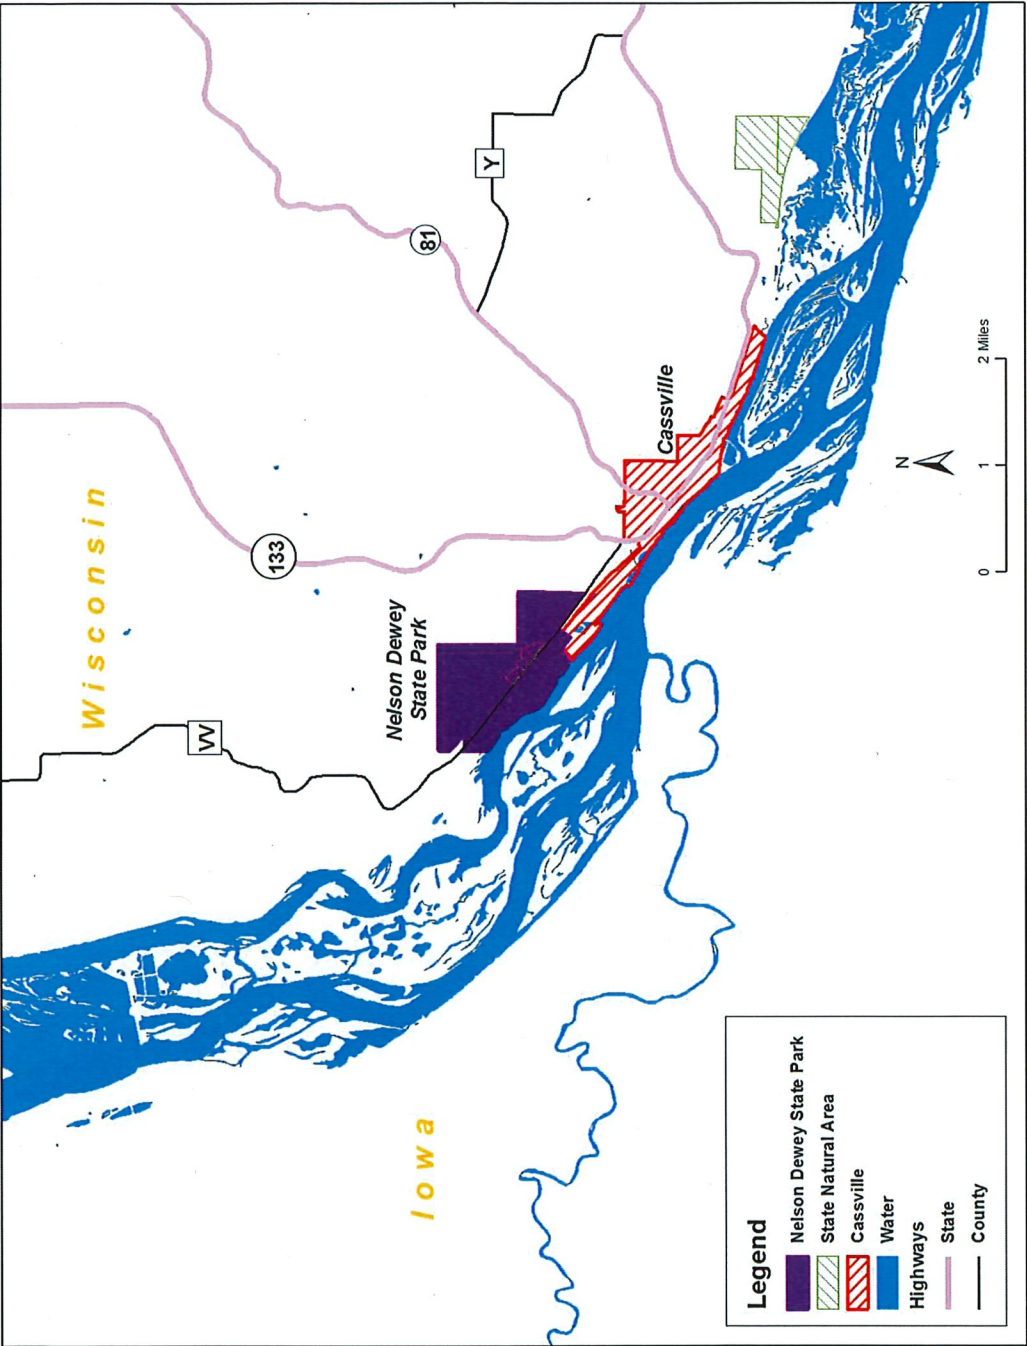 Wisconsin
VV
133
81
Y
Nelson Dewey
State Park
Cassville
Iowa
N
0 1 2 Miles
Legend
Nelson Dewey State Park
State Natural Area
Cassville
Water
Highways
State
County